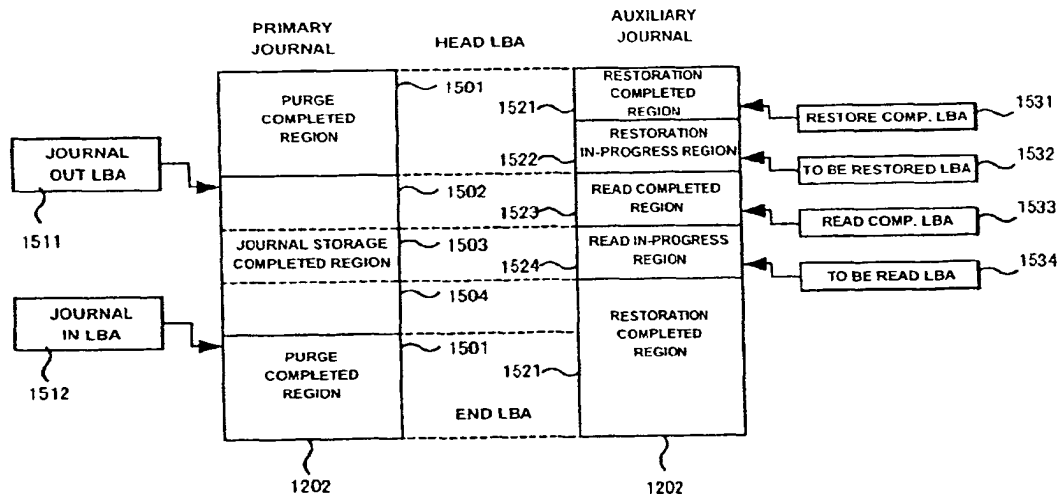 PRIMARY
JOURNAL
HEAD LBA
AUXILIARY
JOURNAL
JOURNAL
OUT LBA
1511
JOURNAL
IN LBA
1512
PURGE
COMPLETED
REGION
1501
1502
JOURNAL STORAGE
COMPLETED REGION
1503
1504
PURGE
COMPLETED
REGION
1501
END LBA
1202
RESTORATION
COMPLETED
REGION
1521
RESTORATION
IN-PROGRESS REGION
1522
READ COMPLETED
REGION
1523
READ IN-PROGRESS
REGION
1524
RESTORATION
COMPLETED
REGION
1521
1202
RESTORE COMP. LBA
1531
TO BE RESTORED LBA
1532
READ COMP. LBA
1533
TO BE READ LBA
1534